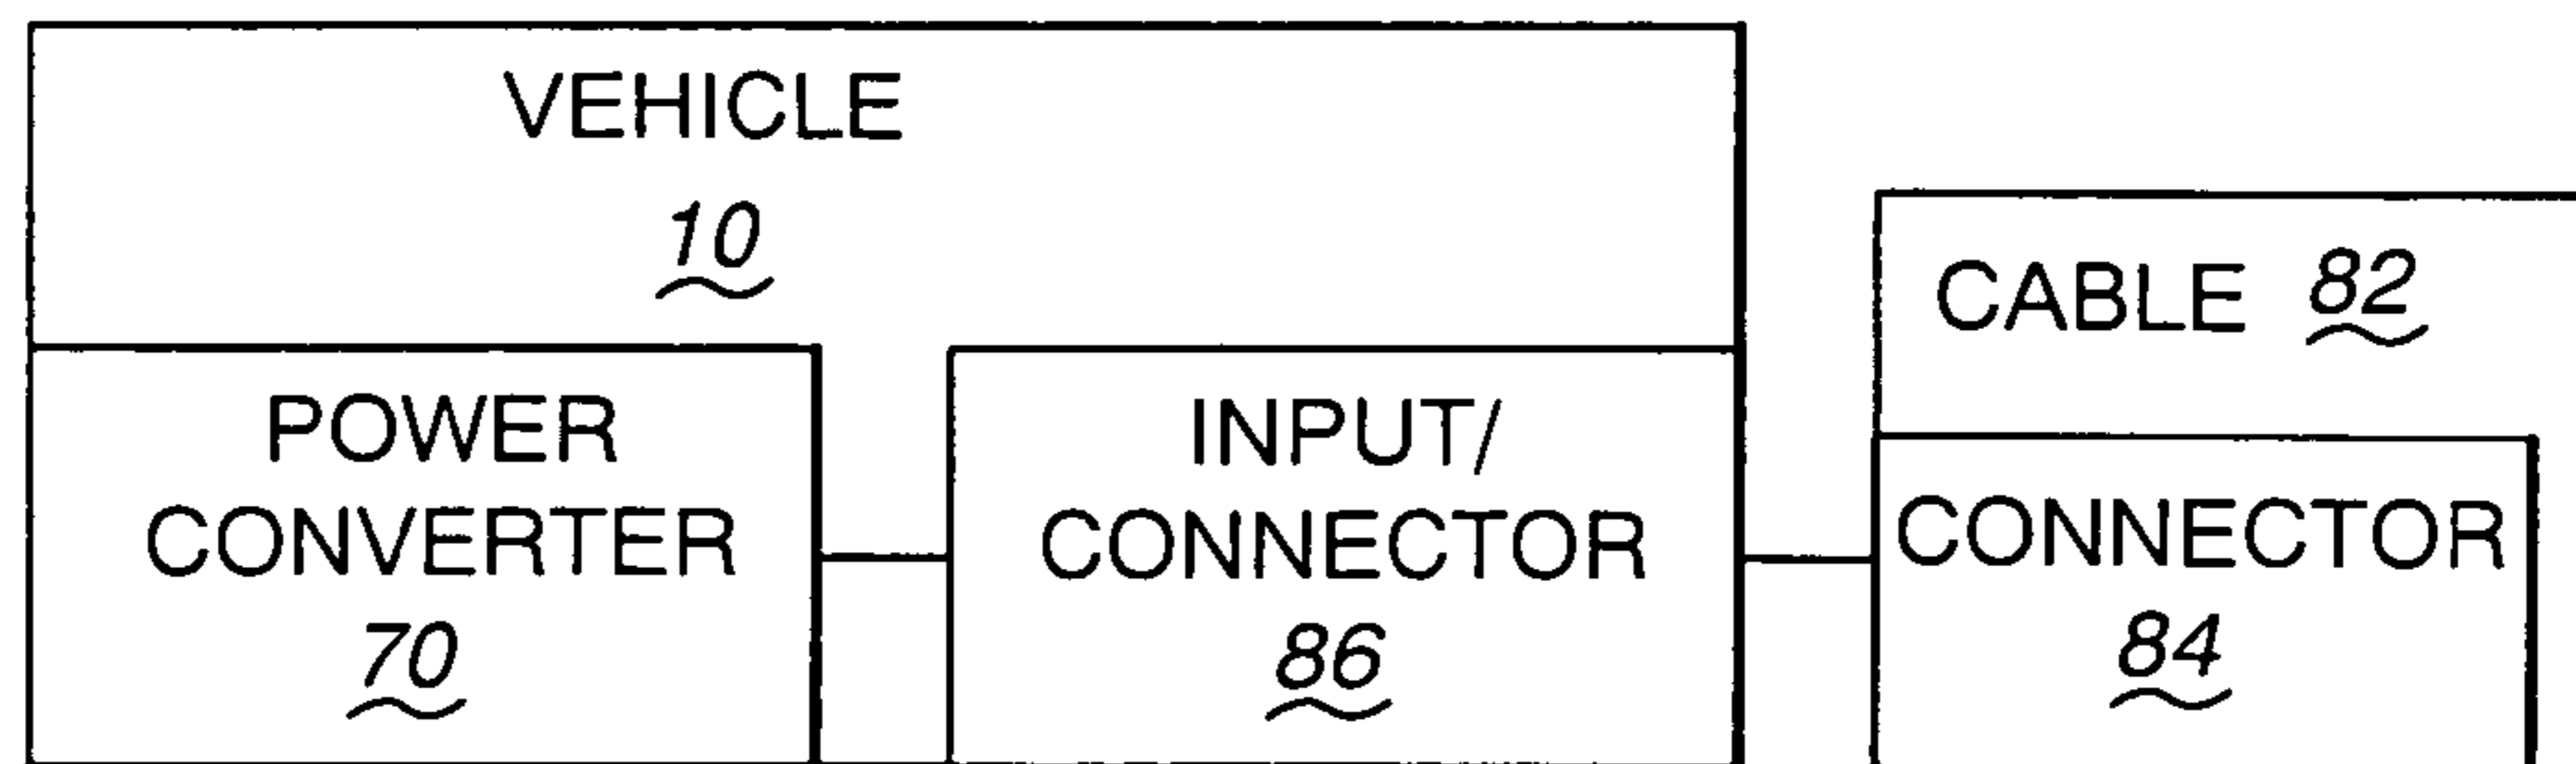 VEHICLE
10
CABLE 82
POWER
CONVERTER
70
INPUT/
CONNECTOR
86
CONNECTOR
84